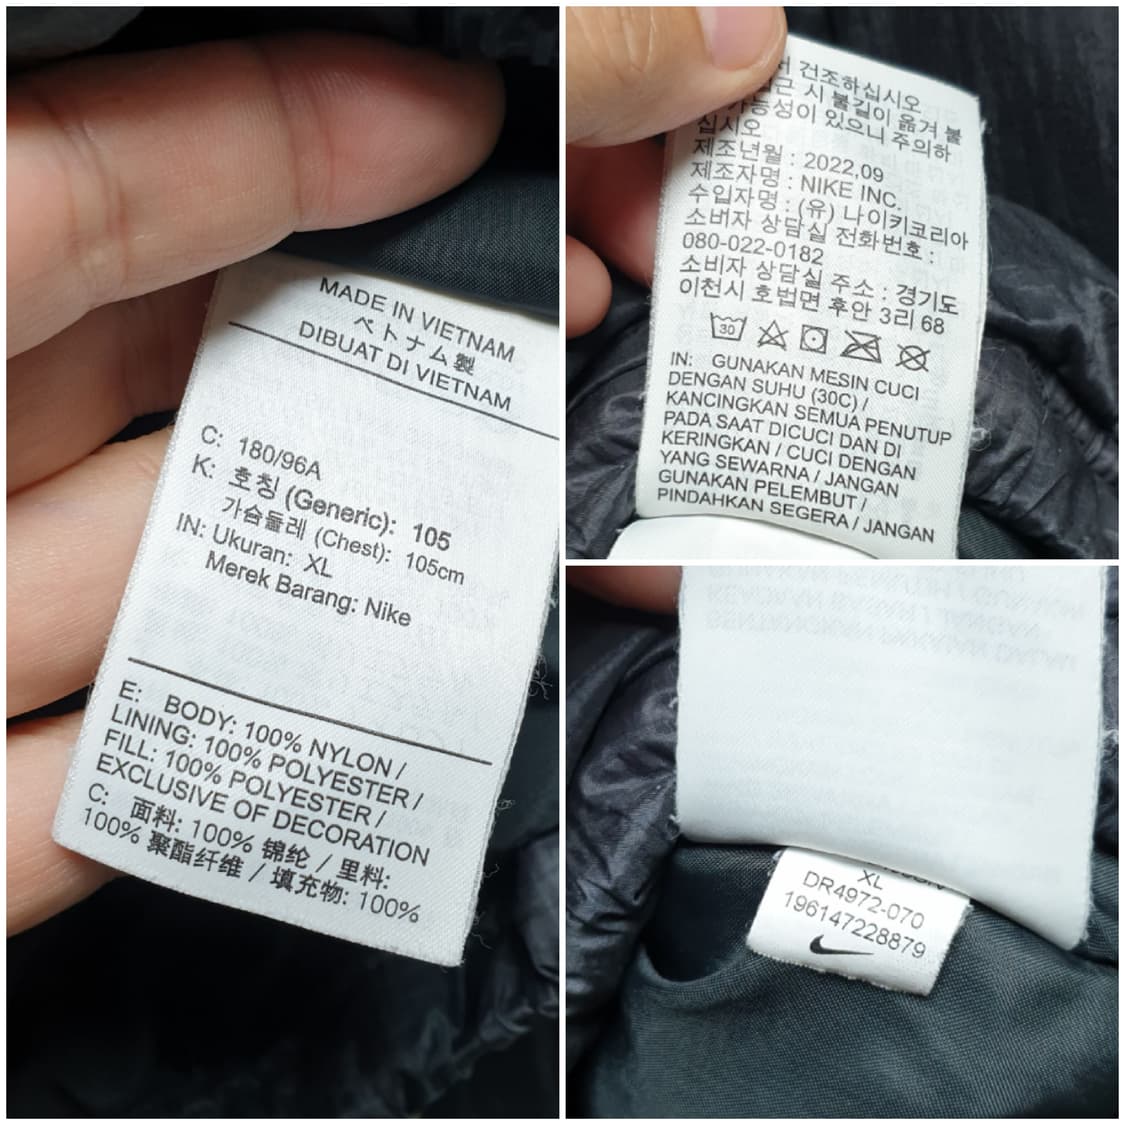 MADE IN VIETNAM
ベトナム製
DIBUAT DI VIETNAM
C: 180/96A
K: 호칭 (Generic): 105
가슴둘레 (Chest): 105cm
IN: Ukuran: XL
Merek Barang: Nike
E: BODY: 100% NYLON /
LINING: 100% POLYESTER /
FILL: 100% POLYESTER /
EXCLUSIVE OF DECORATION
C: 面料: 100% 锦纶 / 里料:
100% 聚酯纤维 / 填充物: 100%
건조하십시오
접근 시 불길이 옮겨 붙
가능성이 있으니 주의하
십시오
제조년월 : 2022,09
제조자명 : NIKE INC.
수입자명 : (유) 나이키코리아
소비자 상담실 전화번호 :
080-022-0182
소비자 상담실 주소 : 경기도
이천시 호법면 후안 3리 68
30
IN: GUNAKAN MESIN CUCI
DENGAN SUHU (30C) /
KANCINGKAN SEMUA PENUTUP
PADA SAAT DICUCI DAN DI
KERINGKAN / CUCI DENGAN
YANG SEWARNA / JANGAN
GUNAKAN PELEMBUT /
PINDAHKAN SEGERA / JANGAN
XL
DR4972-070
196147228879